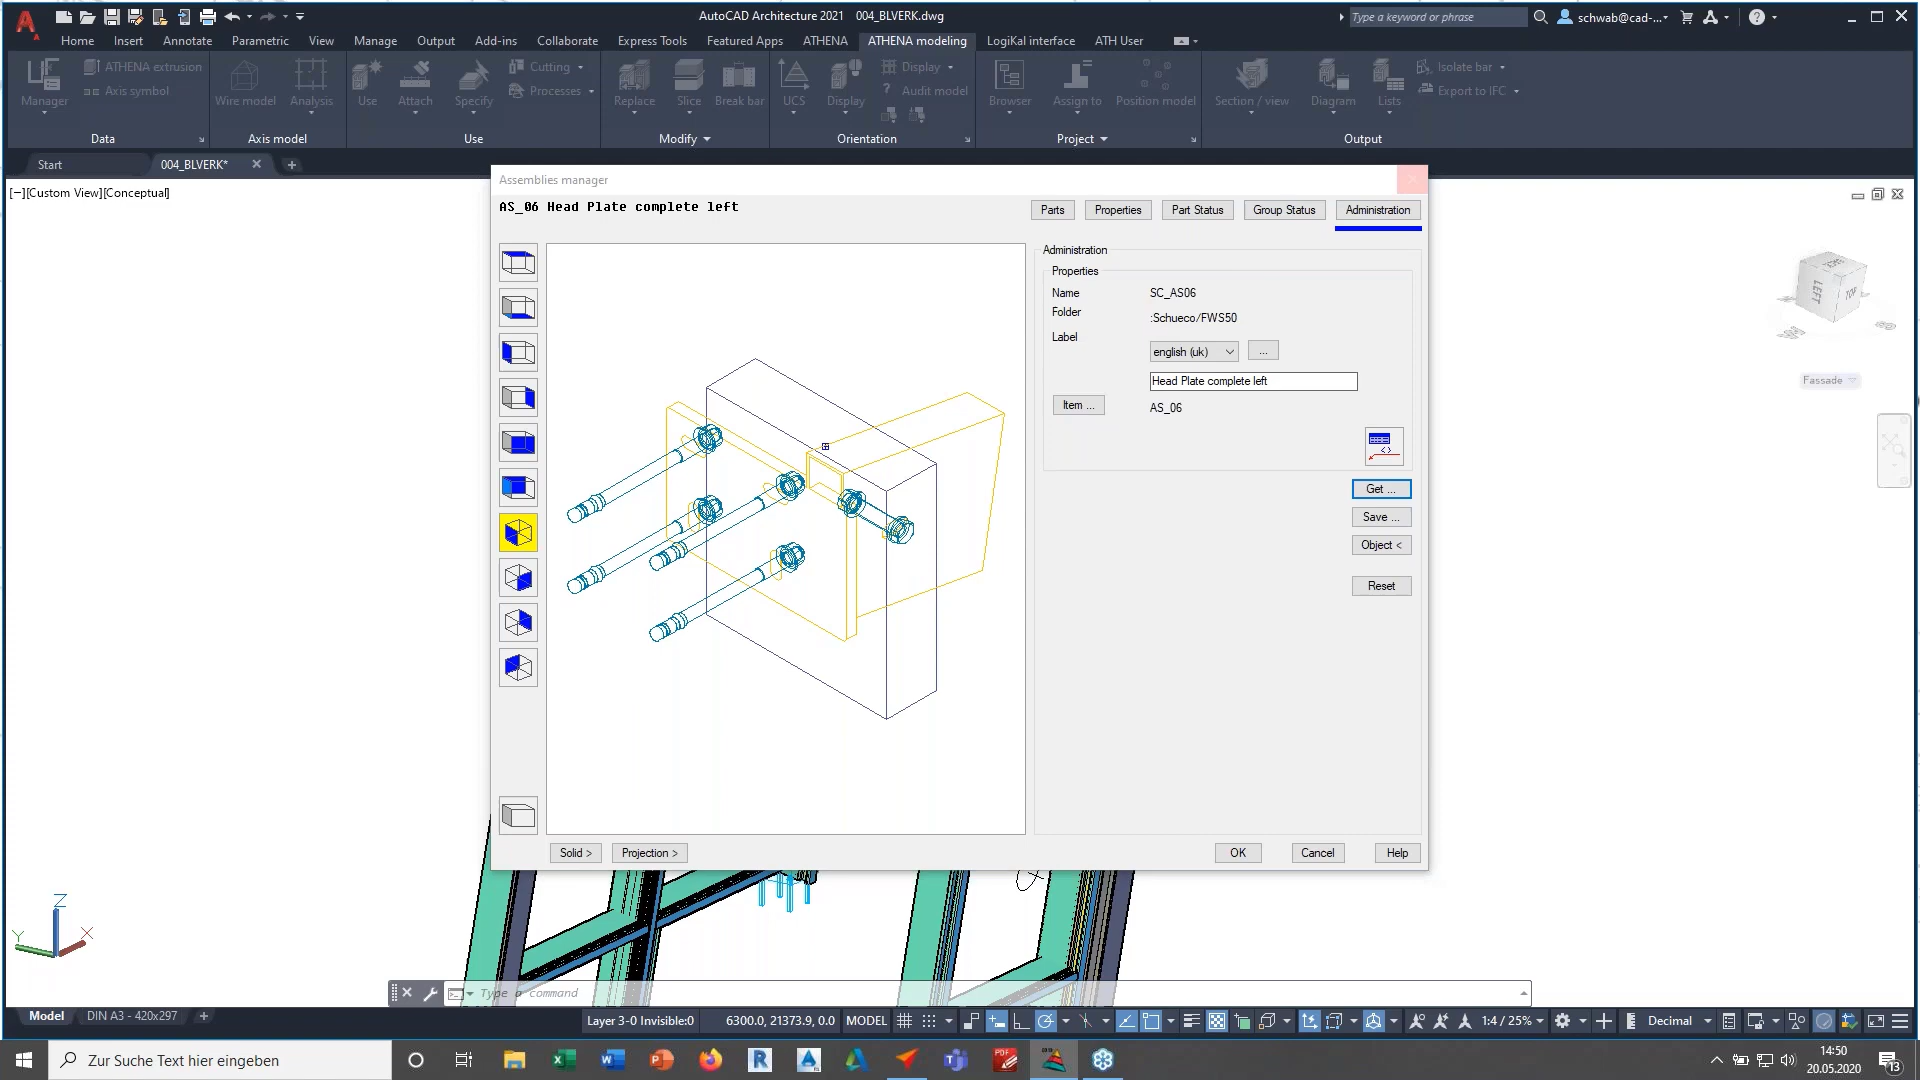 AutoCAD Architecture 2021 004_BLVERK.dwg
Type a keyword or phrase
schwab@cad-...
Home Insert Annotate Parametric View Manage Output Add-ins Collaborate Express Tools Featured Apps ATHENA ATHENA modeling LogiKal interface ATH User
Manager
ATHENA extrusion
Axis symbol
Wire model
Analysis
Use
Attach
Specify
Cutting
Processes
Replace
Slice
Break bar
UCS
Display
Display
Audit model
Browser
Assign to
Position model
Section / view
Diagram
Lists
Isolate bar
Export to IFC
Data Axis model Use Modify Orientation Project Output
Start 004_BLVERK*
[−][Custom View][Conceptual]
Assemblies manager
AS_06 Head Plate complete left
Parts Properties Part Status Group Status Administration
Administration
Properties
Name SC_AS06
Folder :Schueco/FWS50
Label
english (uk) ...
Head Plate complete left
Item ... AS_06
Get ...
Save ...
Object <
Reset
Solid > Projection > OK Cancel Help
LEFT
TOP
BACK
Fassade
Z
Y X
Type a command
Model DIN A3 - 420x297
Layer 3-0 Invisible:0 6300.0, 21373.9, 0.0 MODEL 1:4 / 25% Decimal
Zur Suche Text hier eingeben
14:50
20.05.2020
13